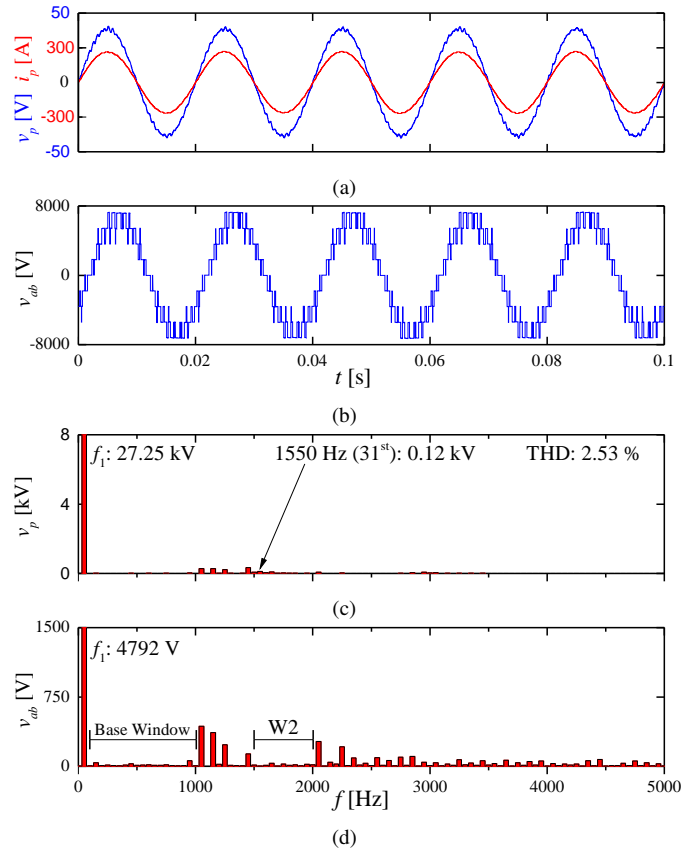 50
300
0
-300
-50
v_p [V] i_p [A]
(a)
8000
0
-8000
v_ab [V]
0 0.02 0.04 0.06 0.08 0.1
t [s]
(b)
8
4
0
v_p [kV]
f_1: 27.25 kV
1550 Hz (31st): 0.12 kV
THD: 2.53 %
(c)
1500
750
0
v_ab [V]
f_1: 4792 V
Base Window
W2
0 1000 2000 3000 4000 5000
f [Hz]
(d)